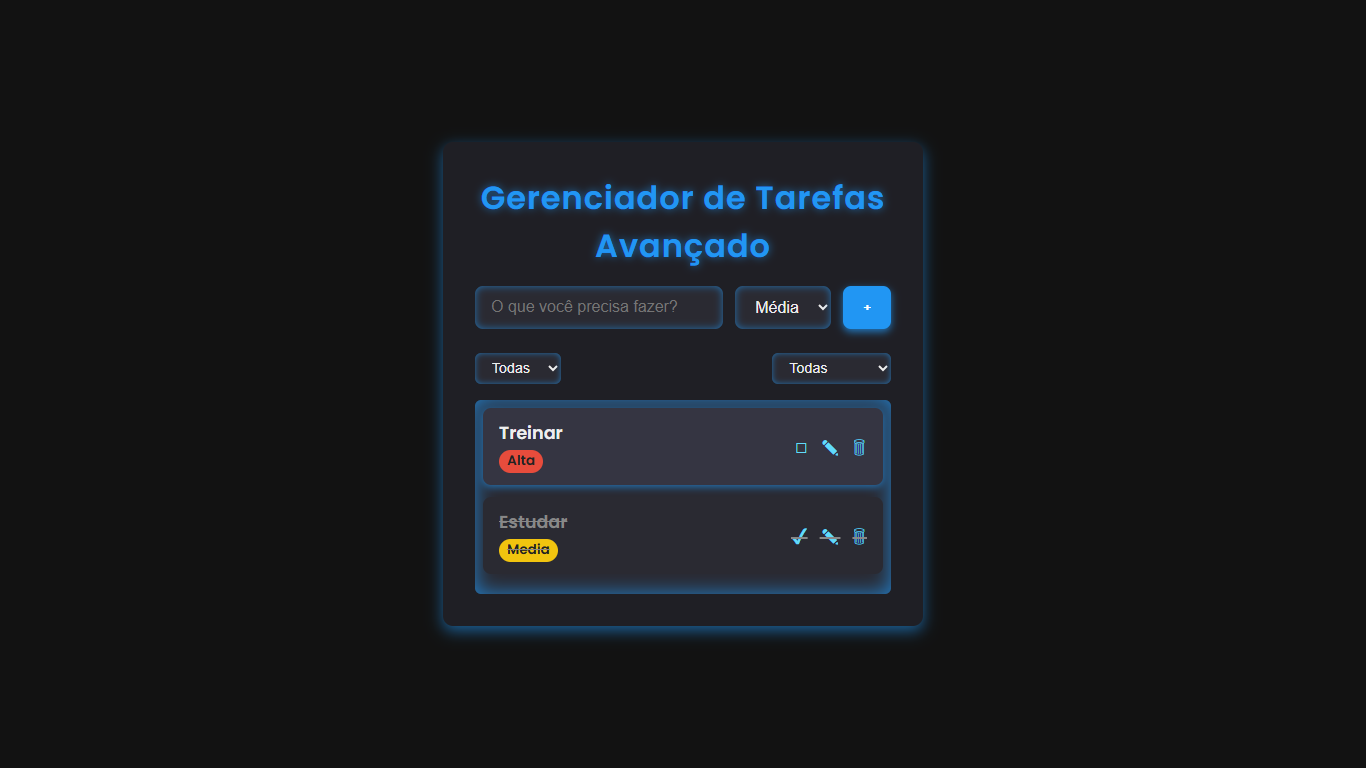 Gerenciador de Tarefas
Avançado
O que você precisa fazer?
Média
+
Todas
Todas
Treinar
Alta
Estudar
Media